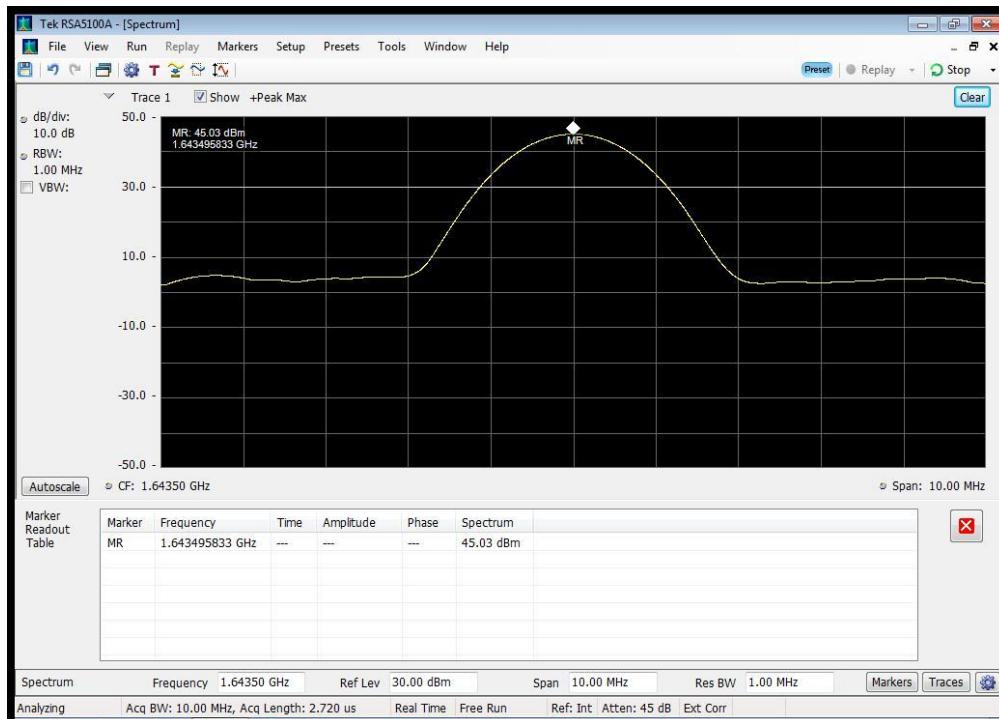 Tek RSA5100A - [Spectrum]
File View Run Replay Markers Setup Presets Tools Window Help
Preset Replay Stop
Trace 1 Show +Peak Max Clear
dB/div:
10.0 dB
RBW:
1.00 MHz
VBW:
50.0
30.0
10.0
-10.0
-30.0
-50.0
MR: 45.03 dBm
1.643495833 GHz
MR
Autoscale CF: 1.64350 GHz Span: 10.00 MHz
Marker
Readout
Table
Marker Frequency Time Amplitude Phase Spectrum
MR 1.643495833 GHz --- --- --- 45.03 dBm
Spectrum Frequency 1.64350 GHz Ref Lev 30.00 dBm Span 10.00 MHz Res BW 1.00 MHz Markers Traces
Analyzing Acq BW: 10.00 MHz, Acq Length: 2.720 us Real Time Free Run Ref: Int Atten: 45 dB Ext Corr